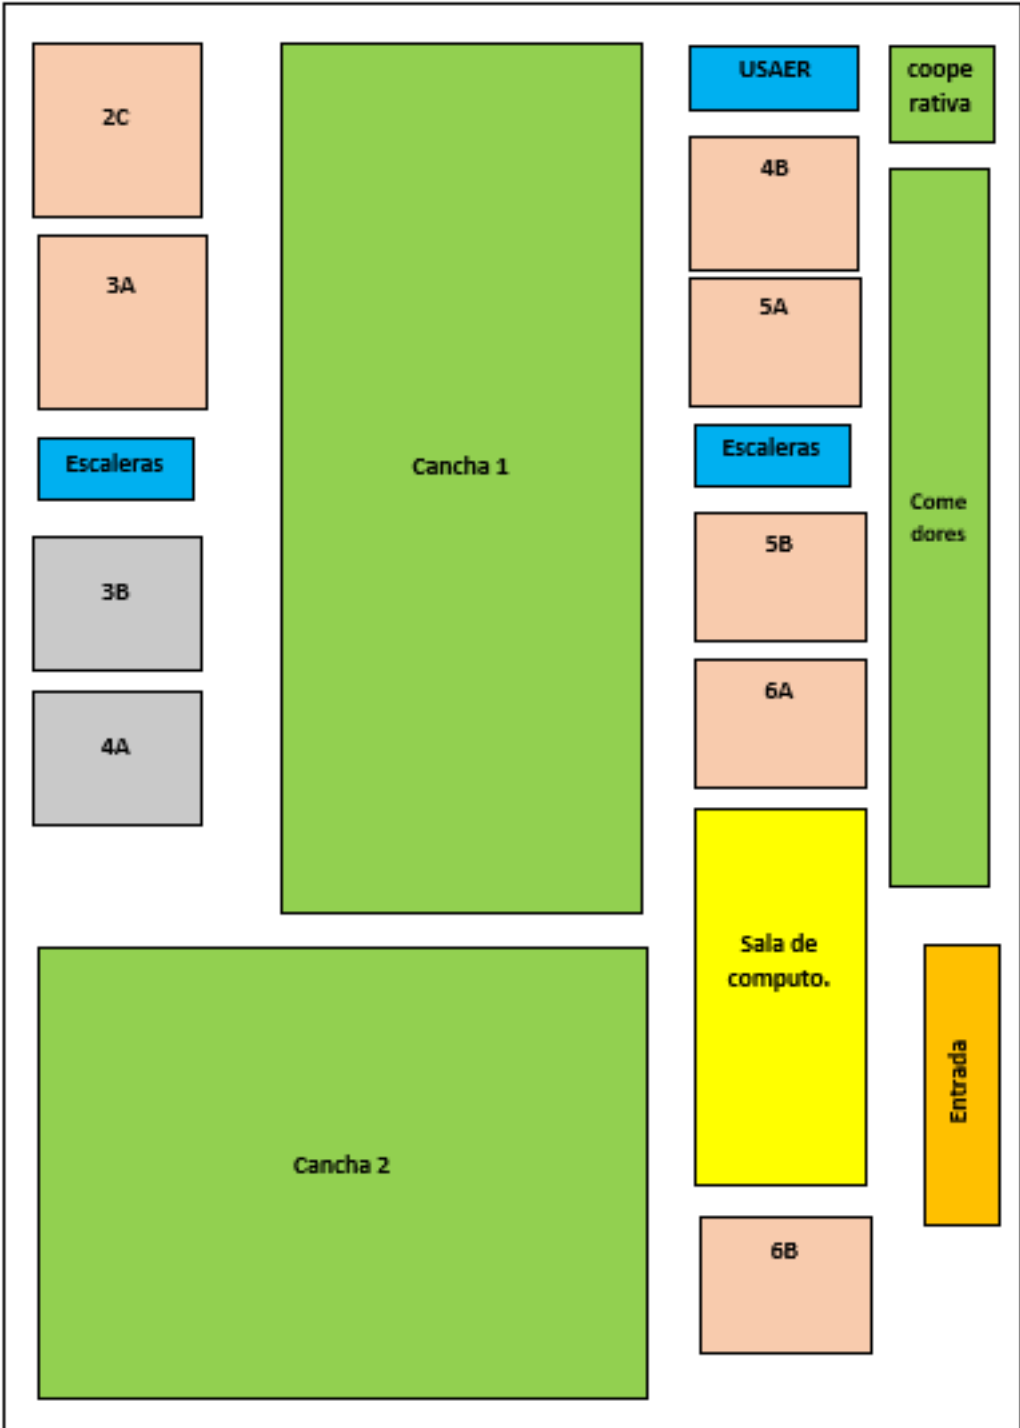 2C
3A
Escaleras
3B
4A
Cancha 1
Cancha 2
USAER
4B
5A
Escaleras
5B
6A
Sala de
computo.
6B
coope
rativa
Come
dores
Entrada